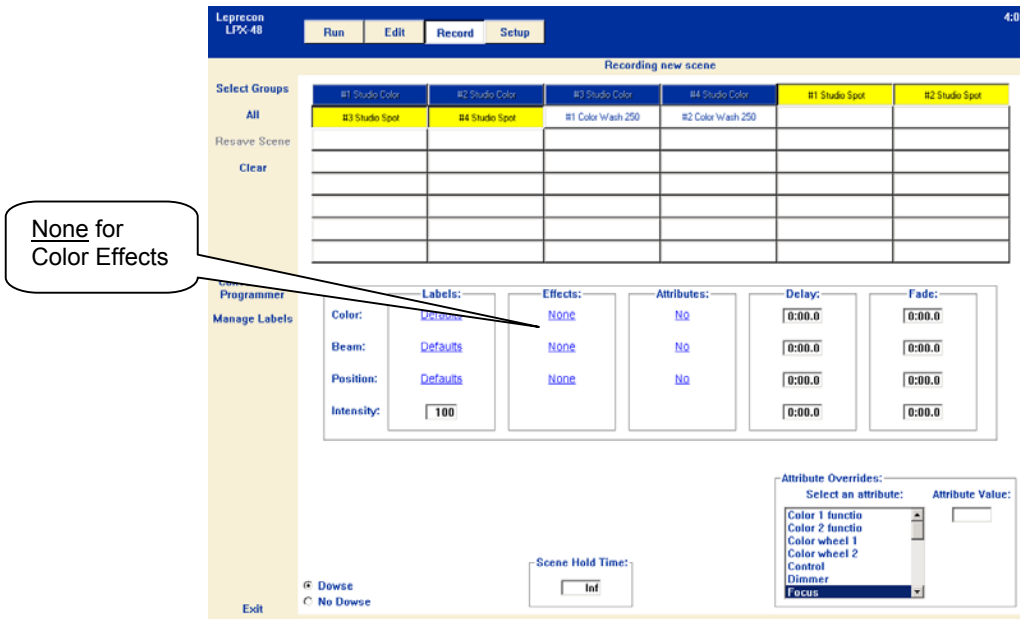 Leprecon
LPX-48
Run Edit Record Setup
4:0
Recording new scene
Select Groups
All
Resave Scene
Clear
#1 Studio Color #2 Studio Color #3 Studio Color #4 Studio Color #1 Studio Spot #2 Studio Spot
#3 Studio Spot #4 Studio Spot #1 Color Wash 250 #2 Color Wash 250
None for
Color Effects
Programmer
Manage Labels
Labels: Effects: Attributes: Delay: Fade:
Color: Defaults None No 0:00.0 0:00.0
Beam: Defaults None No 0:00.0 0:00.0
Position: Defaults None No 0:00.0 0:00.0
Intensity: 100 0:00.0 0:00.0
Attribute Overrides:
Select an attribute: Attribute Value:
Color 1 functio
Color 2 functio
Color wheel 1
Color wheel 2
Control
Dimmer
Focus
Scene Hold Time:
Inf
Dowse
No Dowse
Exit